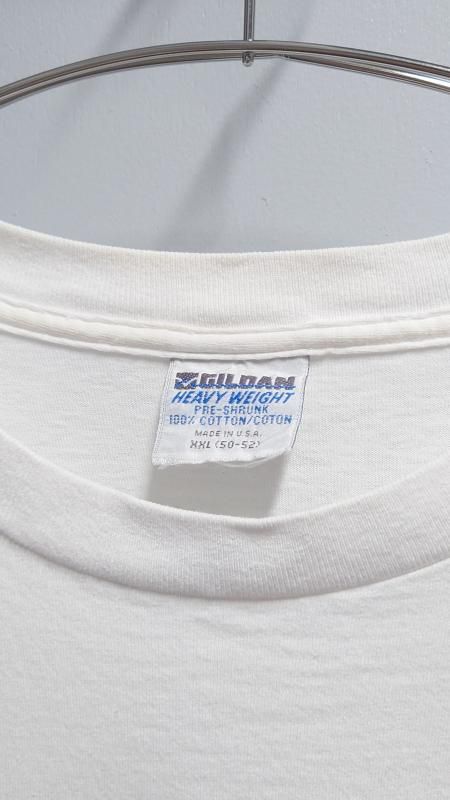 GILDAN
HEAVY WEIGHT
PRE-SHRUNK
100% COTTON/COTON
MADE IN U.S.A.
XXL (50-52)